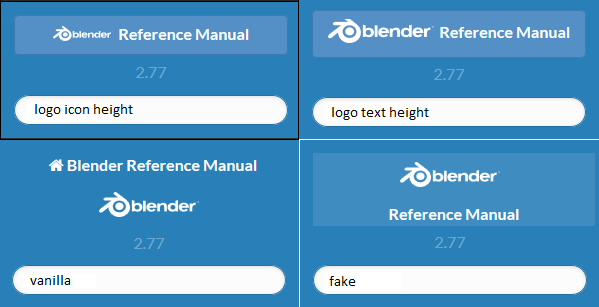 blender Reference Manual
2.77
logo icon height
blender Reference Manual
2.77
logo text height
Blender Reference Manual
blender
2.77
vanilla
blender
Reference Manual
2.77
fake